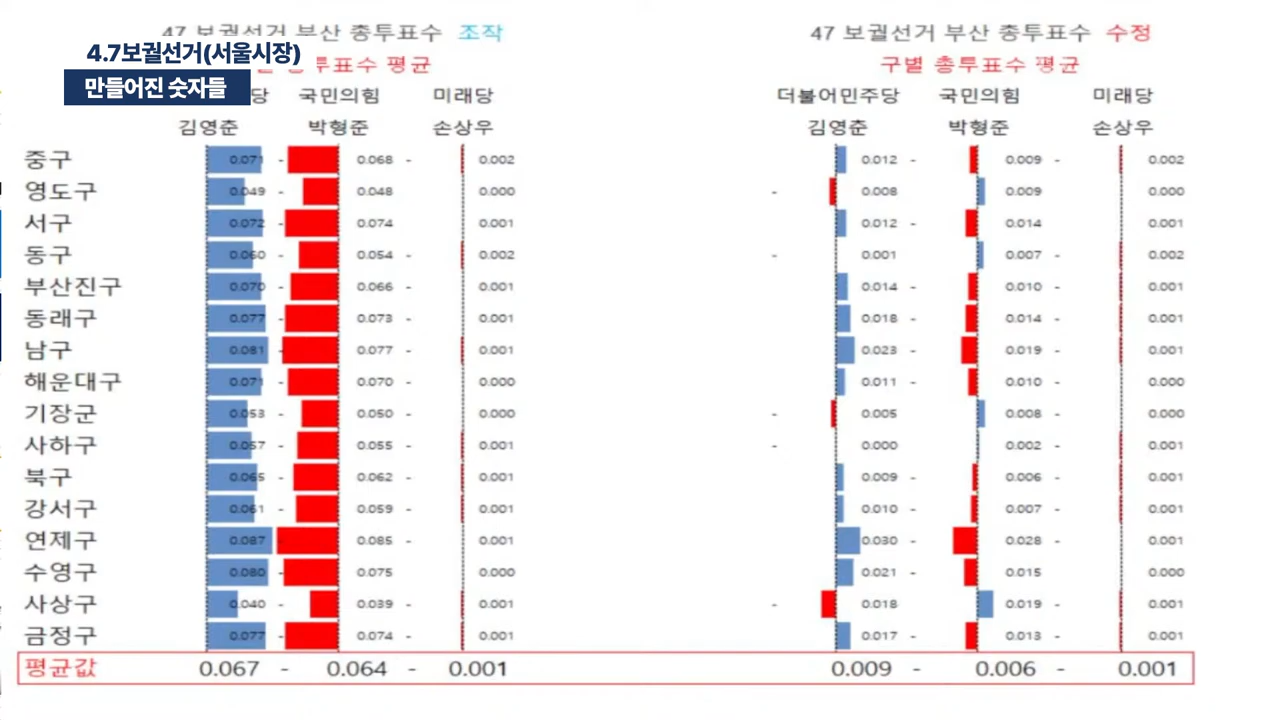 47 보궐선거 부산 총투표수 조작
47 보궐선거 부산 총투표수 수정
4.7보궐선거(서울시장)
만들어진 숫자들
총 투표수 평균
구별 총투표수 평균
당 국민의힘 미래당
더불어민주당 국민의힘 미래당
김영춘 박형준 손상우
김영춘 박형준 손상우
중구 0.071 - 0.068 - 0.002 0.012 - 0.009 - 0.002
영도구 0.049 - 0.048 0.000 - 0.008 0.009 0.000
서구 0.072 - 0.074 0.001 0.012 - 0.014 0.001
동구 0.060 - 0.054 - 0.002 - 0.001 0.007 - 0.002
부산진구 0.070 - 0.066 - 0.001 0.014 - 0.010 - 0.001
동래구 0.077 - 0.073 - 0.001 0.018 - 0.014 - 0.001
남구 0.081 - 0.077 - 0.001 0.023 - 0.019 - 0.001
해운대구 0.071 - 0.070 - 0.000 0.011 - 0.010 - 0.000
기장군 0.053 - 0.050 - 0.000 - 0.005 0.008 - 0.000
사하구 0.057 - 0.055 - 0.001 - 0.000 0.002 - 0.001
북구 0.065 - 0.062 - 0.001 0.009 - 0.006 - 0.001
강서구 0.061 - 0.059 - 0.001 0.010 - 0.007 - 0.001
연제구 0.087 - 0.085 - 0.001 0.030 - 0.028 - 0.001
수영구 0.080 - 0.075 - 0.000 0.021 - 0.015 - 0.000
사상구 0.040 - 0.039 - 0.001 - 0.018 0.019 - 0.001
금정구 0.077 - 0.074 - 0.001 0.017 - 0.013 - 0.001
평균값 0.067 - 0.064 - 0.001 0.009 - 0.006 - 0.001